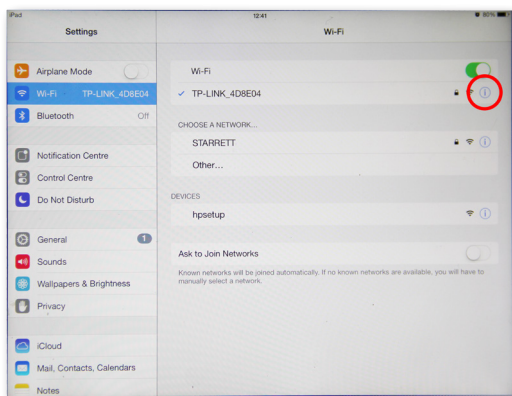 iPad
12:41
80%
Settings
Wi-Fi
Airplane Mode
Wi-Fi TP-LINK_4D8E04
Bluetooth Off
Notification Centre
Control Centre
Do Not Disturb
General 1
Sounds
Wallpapers & Brightness
Privacy
iCloud
Mail, Contacts, Calendars
Notes
Wi-Fi
TP-LINK_4D8E04
CHOOSE A NETWORK...
STARRETT
Other...
DEVICES
hpsetup
Ask to Join Networks
Known networks will be joined automatically. If no known networks are available, you will have to
manually select a network.